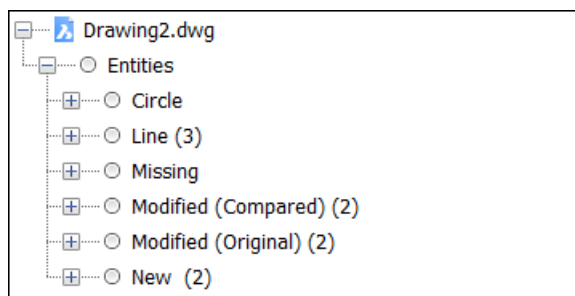 Drawing2.dwg
Entities
Circle
Line (3)
Missing
Modified (Compared) (2)
Modified (Original) (2)
New (2)